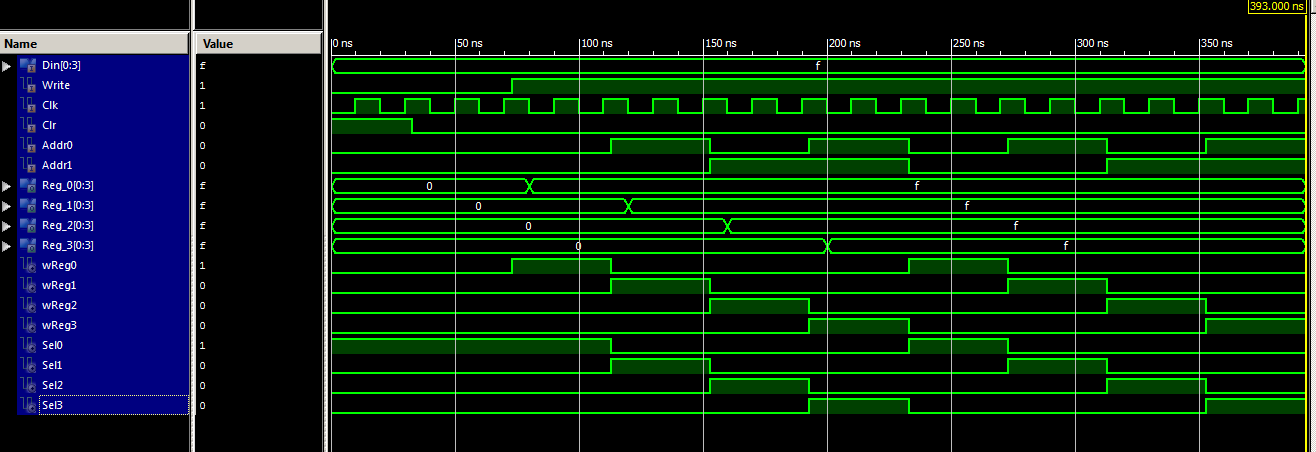 393.000 ns
Name Value
0 ns 50 ns 100 ns 150 ns 200 ns 250 ns 300 ns 350 ns
Din[0:3] f f
Write 1
Clk 1
Clr 0
Addr0 0
Addr1 0
Reg_0[0:3] f 0 f
Reg_1[0:3] f 0 f
Reg_2[0:3] f 0 f
Reg_3[0:3] f 0 f
wReg0 1
wReg1 0
wReg2 0
wReg3 0
Sel0 1
Sel1 0
Sel2 0
Sel3 0